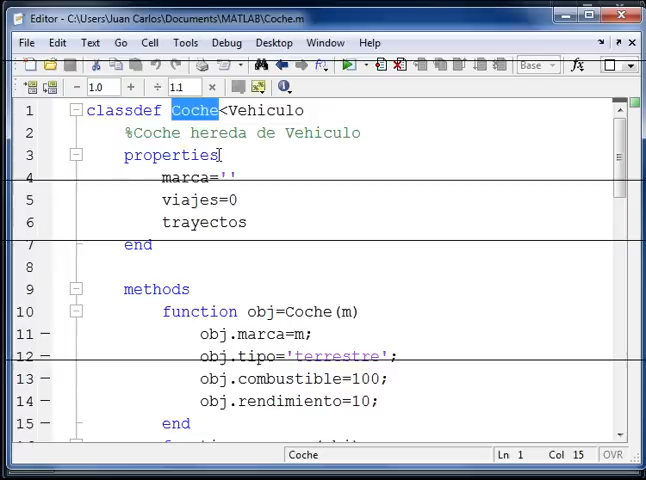 Editor - C:\Users\Juan Carlos\Documents\MATLAB\Coche.m
File Edit Text Go Cell Tools Debug Desktop Window Help
Base fx
1.0 1.1
1 classdef Coche<Vehiculo
2 %Coche hereda de Vehiculo
3 properties
4 marca=''
5 viajes=0
6 trayectos
7 end
8
9 methods
10 function obj=Coche(m)
11 obj.marca=m;
12 obj.tipo='terrestre';
13 obj.combustible=100;
14 obj.rendimiento=10;
15 end
Coche Ln 1 Col 15 OVR